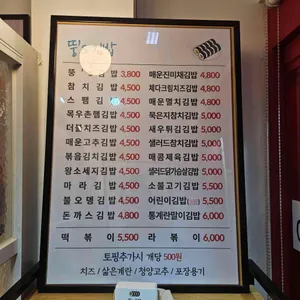 뚱 김밥 3,800
매운진미채김밥 4,800
참치김밥 4,500
체다크림치즈김밥 4,800
스팸김밥 4,500
매운멸치김밥 4,800
목우촌햄김밥 4,500
묵은지참치김밥 5,000
더블치즈김밥 4,500
새우튀김김밥 5,000
매운고추김밥 4,500
샐러드참치김밥 5,000
볶음김치김밥 4,500
매콤제육김밥 5,500
왕소세지김밥 4,500
샐러드닭가슴살김밥 5,500
마라김밥 4,500
소불고기김밥 5,500
불오뎅김밥 4,500
어린이김밥 5,500
돈까스김밥 4,800
통계란말이김밥 6,000
떡볶이 5,500
라볶이 6,000
토핑추가시 개당 500원
치즈 / 삶은계란 / 청양고추 / 포장용기